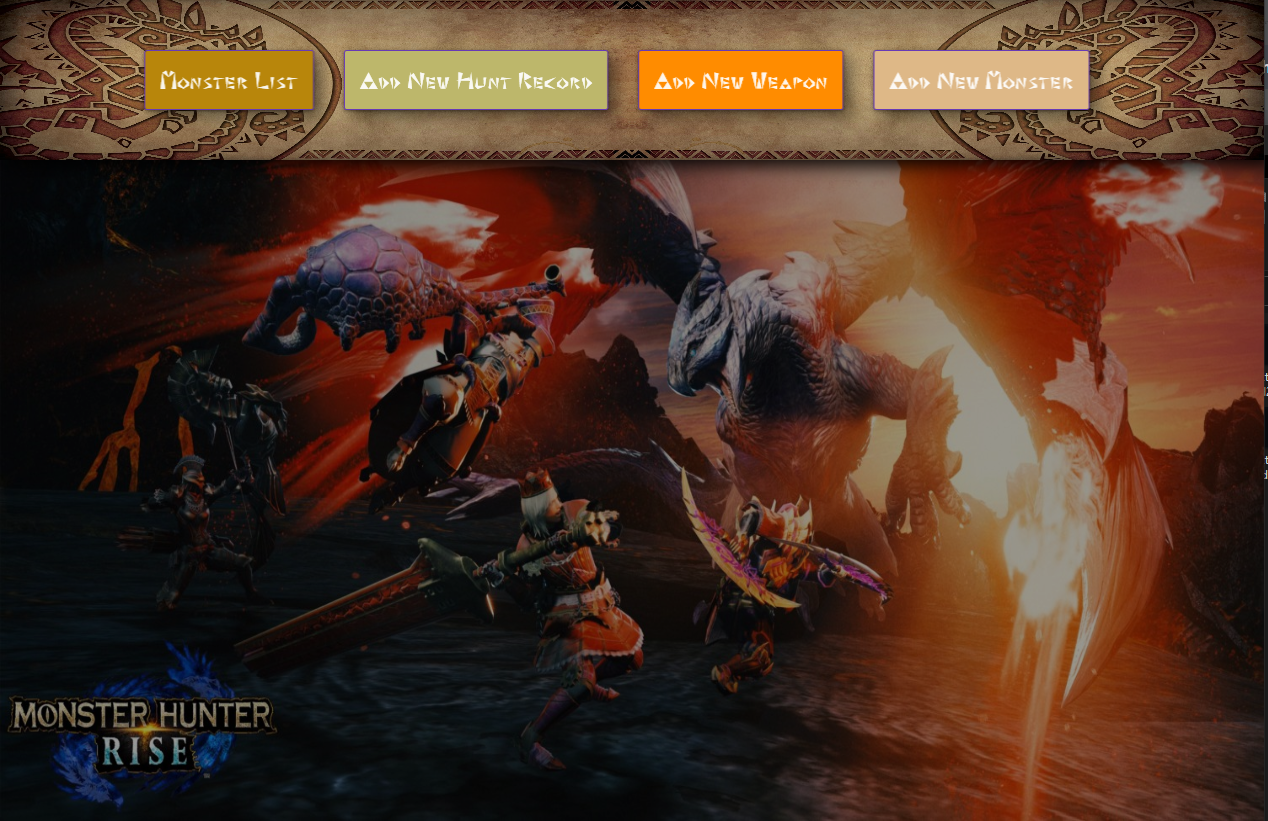 Monster List
Add New Hunt Record
Add New Weapon
Add New Monster
MONSTER HUNTER
RISE